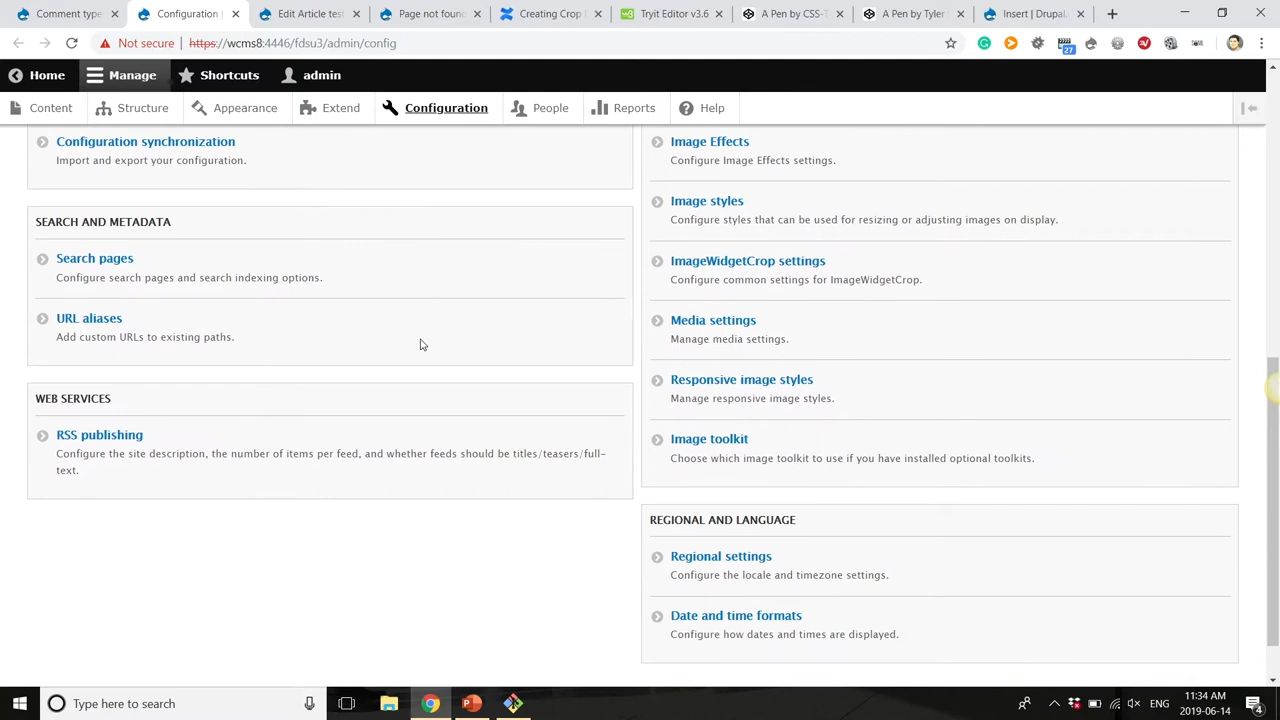 Comment type
Configuration |
Edit Article test
Page not foun
Creating Crop
Tryit Editor v3.6
A Pen by CSS-T
A Pen by Tyler
Insert | Drupal.
Not secure
https://wcms8:4446/fdsu3/admin/config
27
Home
Manage
Shortcuts
admin
Content
Structure
Appearance
Extend
Configuration
People
Reports
Help
Configuration synchronization
Import and export your configuration.
SEARCH AND METADATA
Search pages
Configure search pages and search indexing options.
URL aliases
Add custom URLs to existing paths.
WEB SERVICES
RSS publishing
Configure the site description, the number of items per feed, and whether feeds should be titles/teasers/full-
text.
Image Effects
Configure Image Effects settings.
Image styles
Configure styles that can be used for resizing or adjusting images on display.
ImageWidgetCrop settings
Configure common settings for ImageWidgetCrop.
Media settings
Manage media settings.
Responsive image styles
Manage responsive image styles.
Image toolkit
Choose which image toolkit to use if you have installed optional toolkits.
REGIONAL AND LANGUAGE
Regional settings
Configure the locale and timezone settings.
Date and time formats
Configure how dates and times are displayed.
Type here to search
ENG
11:34 AM
2019-06-14
4